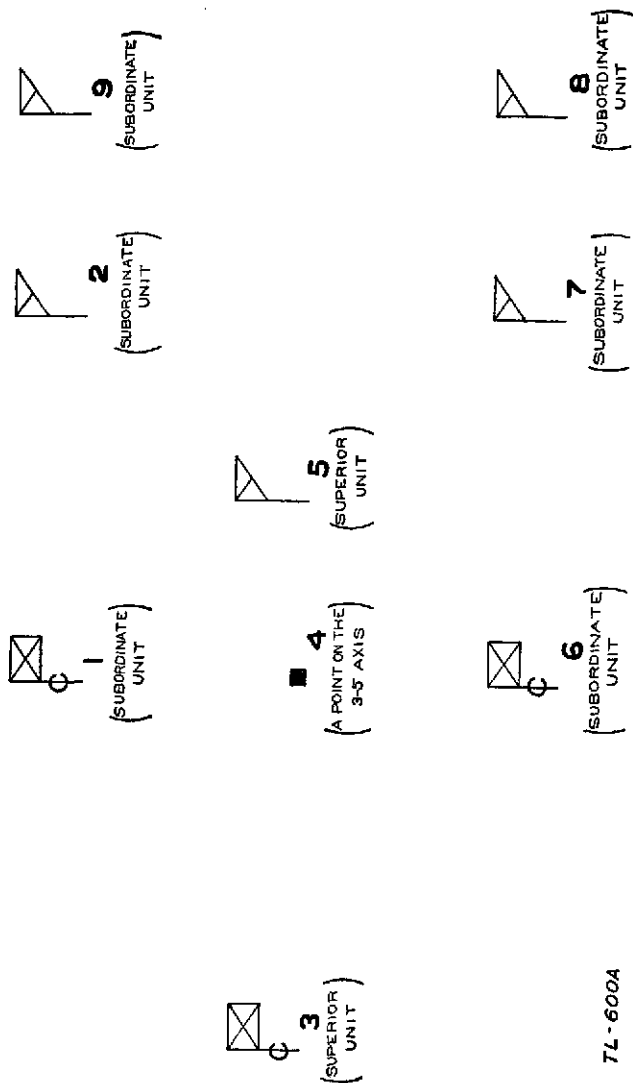 9
(SUBORDINATE
UNIT)
8
(SUBORDINATE
UNIT)
2
(SUBORDINATE
UNIT)
7
(SUBORDINATE
UNIT)
5
(SUPERIOR
UNIT)
1
(SUBORDINATE
UNIT)
4
(A POINT ON THE
3-5 AXIS)
6
(SUBORDINATE
UNIT)
3
(SUPERIOR
UNIT)
TL-600A